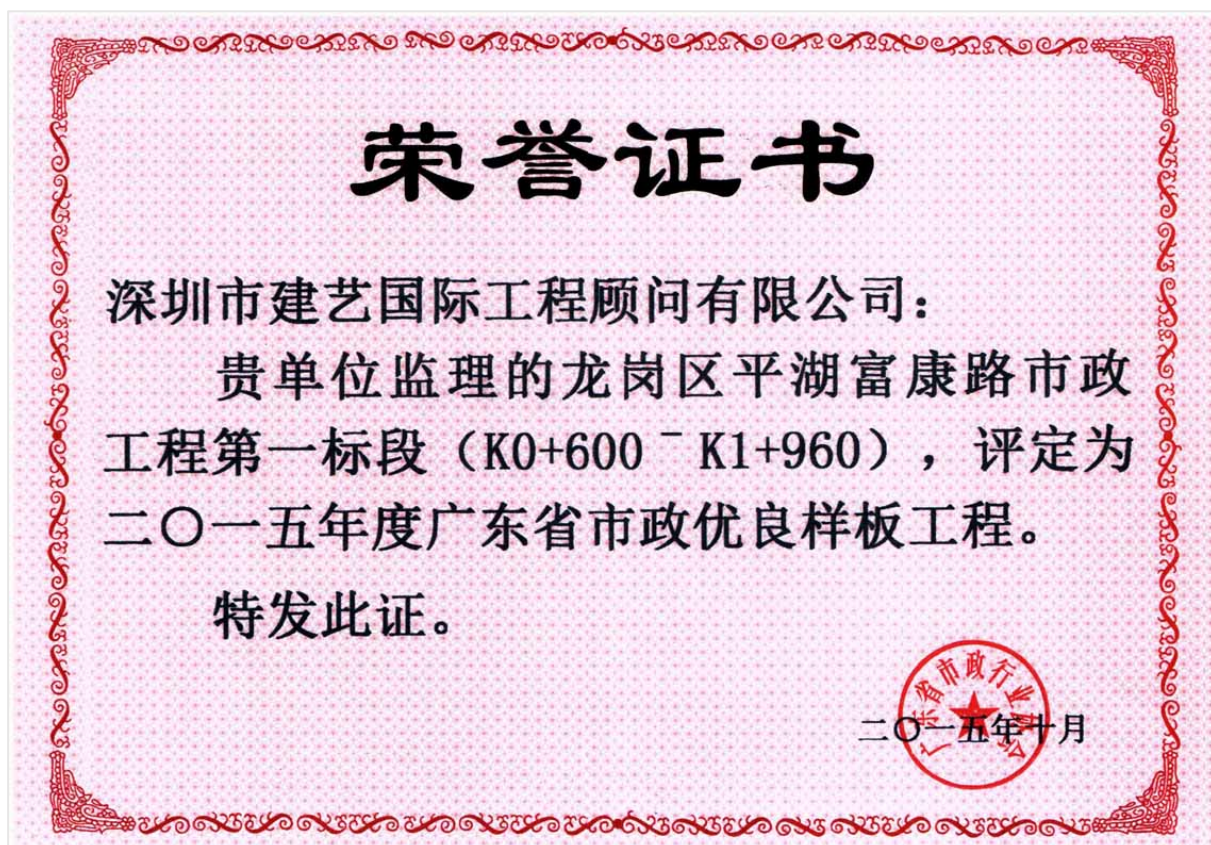 荣誉证书
深圳市建艺国际工程顾问有限公司：
贵单位监理的龙岗区平湖富康路市政
工程第一标段（K0+600‾K1+960），评定为
二〇一五年度广东省市政优良样板工程。
特发此证。
广东省市政行业协会
二〇一五年十月